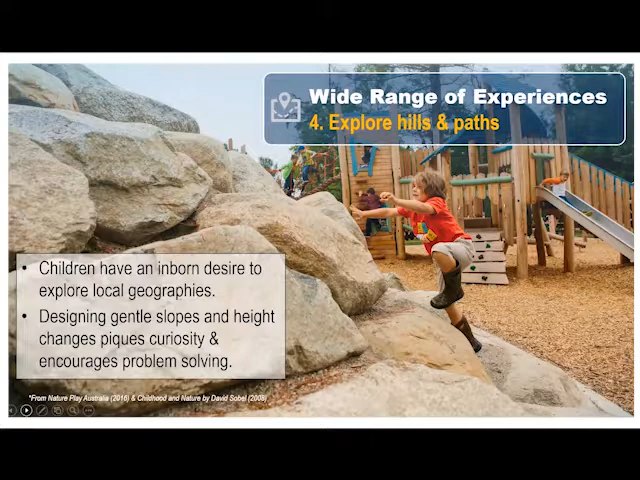 Wide Range of Experiences
4. Explore hills & paths
• Children have an inborn desire to
explore local geographies.
• Designing gentle slopes and height
changes piques curiosity &
encourages problem solving.
*From Nature Play Australia (2016) & Childhood and Nature by David Sobel (2008)